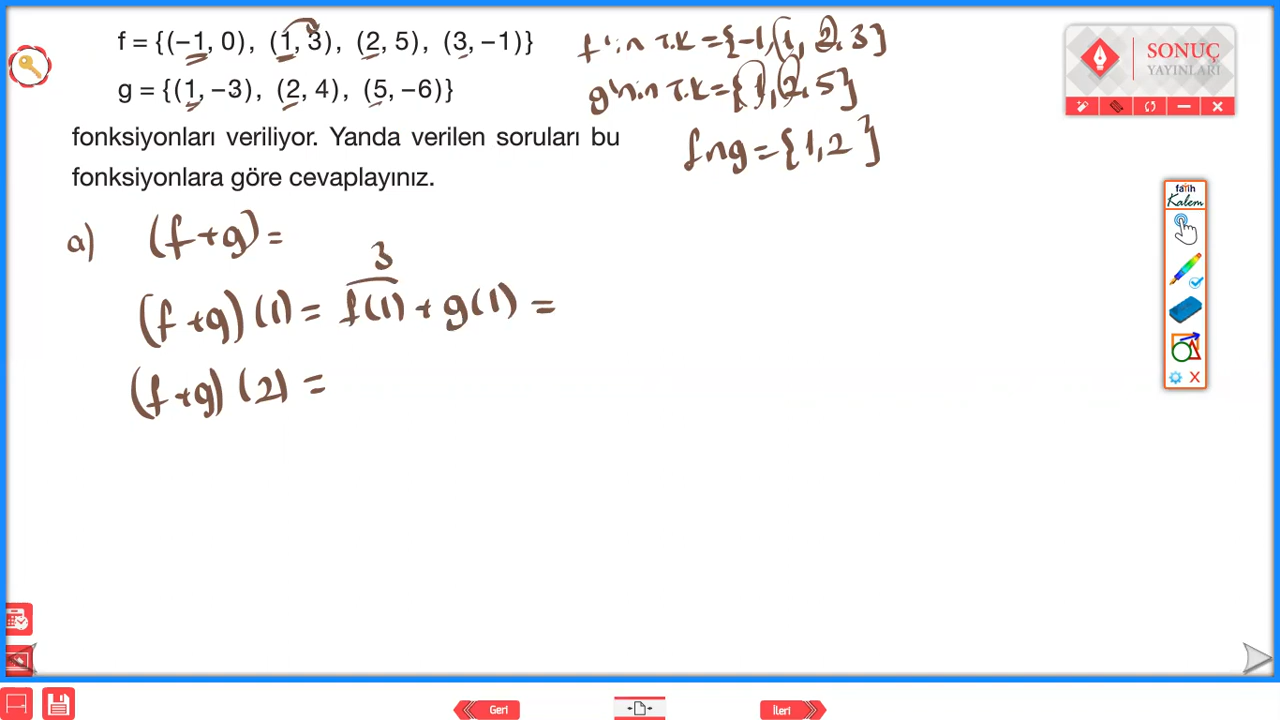 f = {(−1, 0), (1, 3), (2, 5), (3, −1)}
g = {(1, −3), (2, 4), (5, −6)}
fonksiyonları veriliyor. Yanda verilen soruları bu
fonksiyonlara göre cevaplayınız.
f'in T.K = {-1, 1, 2, 3}
g'nin T.K = {1, 2, 5}
f∩g = {1, 2}
a) (f+g) =
3
(f+g)(1) = f(1) + g(1) =
(f+g)(2) =
SONUÇ
YAYINLARI
fatih
Kalem
Geri
İleri